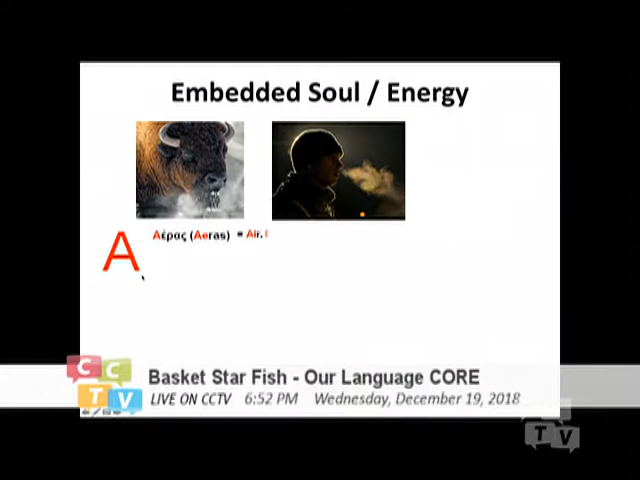 Embedded Soul / Energy
A
Αέρας (Aeras) = Air. (
CCTV
Basket Star Fish - Our Language CORE
LIVE ON CCTV 6:52 PM Wednesday, December 19, 2018
TV